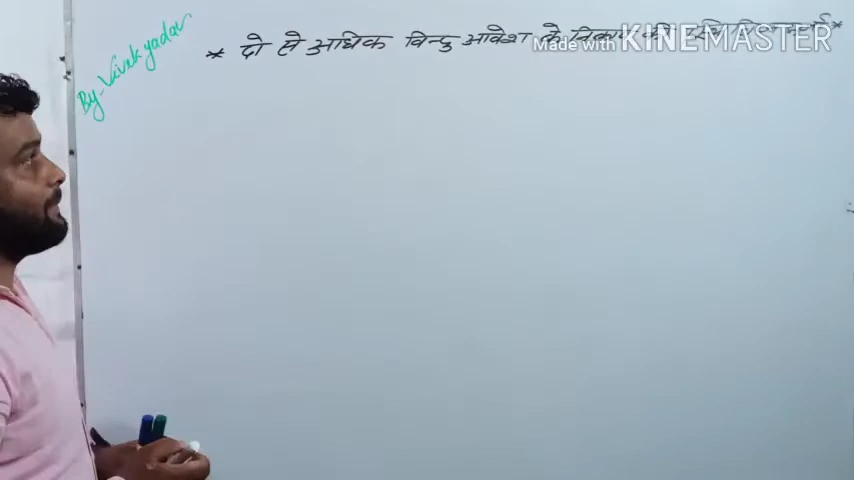 By-Vivek yadav
* दो से अधिक विन्दु आवेश के निकाय की *
Made with KINEMASTER